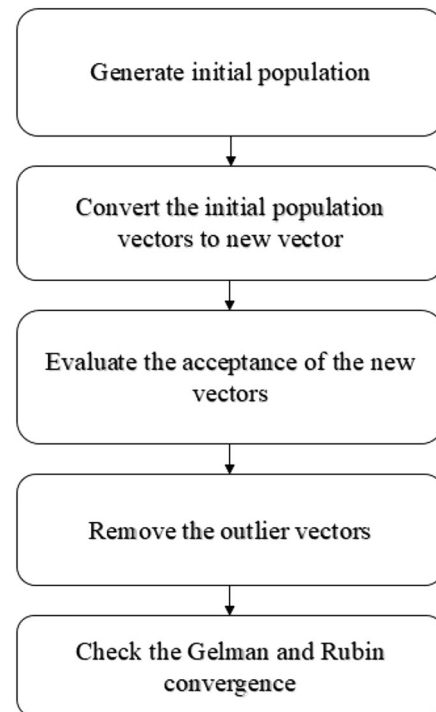 Generate initial population
Convert the initial population
vectors to new vector
Evaluate the acceptance of the new
vectors
Remove the outlier vectors
Check the Gelman and Rubin
convergence